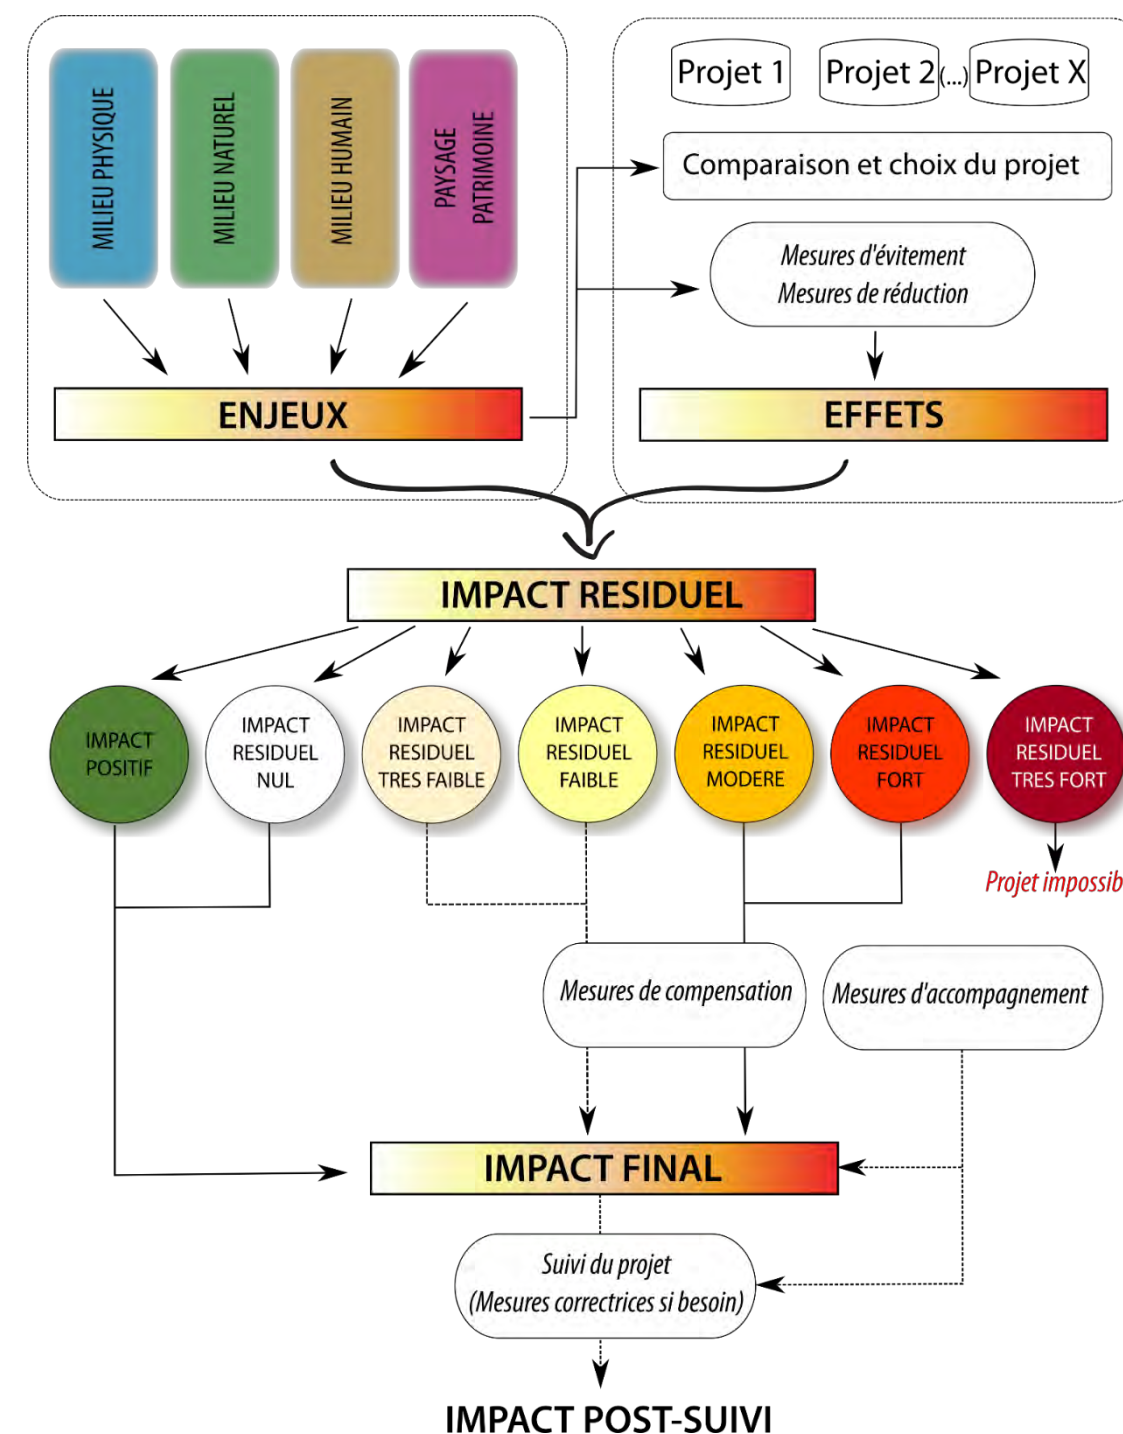 MILIEU PHYSIQUE
MILIEU NATUREL
MILIEU HUMAIN
PAYSAGE
PATRIMOINE
ENJEUX
Projet 1
Projet 2
(...)
Projet X
Comparaison et choix du projet
Mesures d'évitement
Mesures de réduction
EFFETS
IMPACT RESIDUEL
IMPACT
POSITIF
IMPACT
RESIDUEL
NUL
IMPACT
RESIDUEL
TRES FAIBLE
IMPACT
RESIDUEL
FAIBLE
IMPACT
RESIDUEL
MODERE
IMPACT
RESIDUEL
FORT
IMPACT
RESIDUEL
TRES FORT
Projet impossib
Mesures de compensation
Mesures d'accompagnement
IMPACT FINAL
Suivi du projet
(Mesures correctrices si besoin)
IMPACT POST-SUIVI